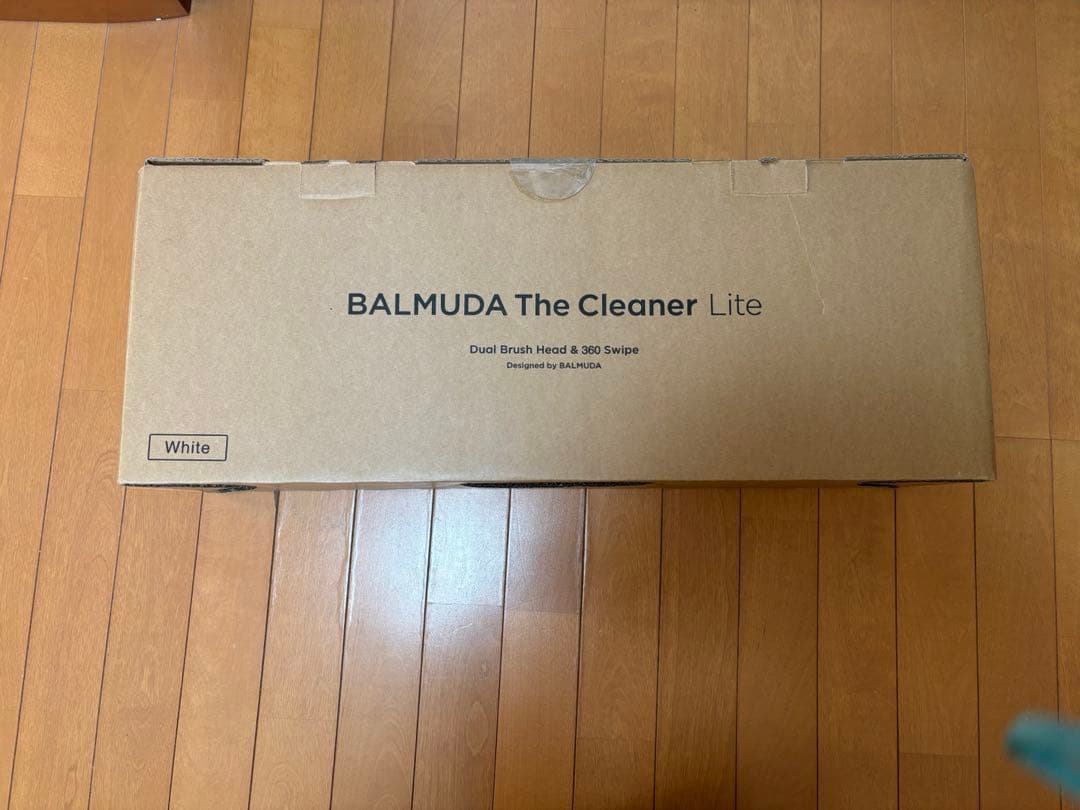 BALMUDA The Cleaner Lite
Dual Brush Head & 360 Swipe
Designed by BALMUDA
White